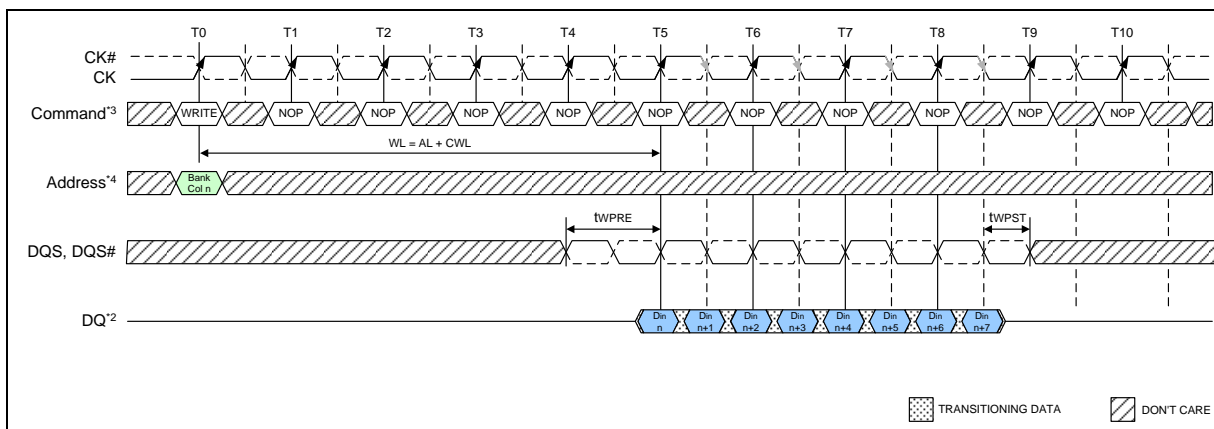 T0 T1 T2 T3 T4 T5 T6 T7 T8 T9 T10
CK#
CK
Command*3 WRITE NOP NOP NOP NOP NOP NOP NOP NOP NOP NOP
WL = AL + CWL
Address*4 Bank
Col n
tWPRE tWPST
DQS, DQS#
DQ*2 Din Din Din Din Din Din Din Din
n n+1 n+2 n+3 n+4 n+5 n+6 n+7
TRANSITIONING DATA DON'T CARE